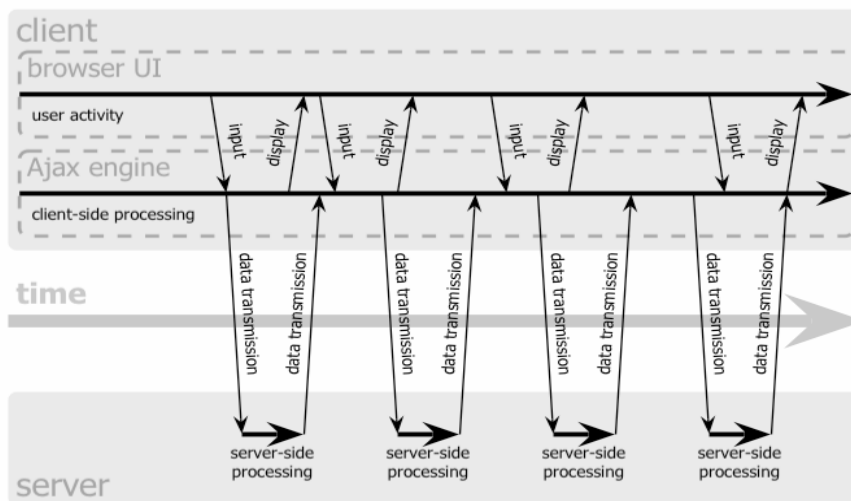 client
browser UI
user activity
input
display
input
display
input
display
input
display
Ajax engine
client-side processing
data transmission
data transmission
data transmission
data transmission
data transmission
data transmission
data transmission
data transmission
time
server-side
processing
server-side
processing
server-side
processing
server-side
processing
server